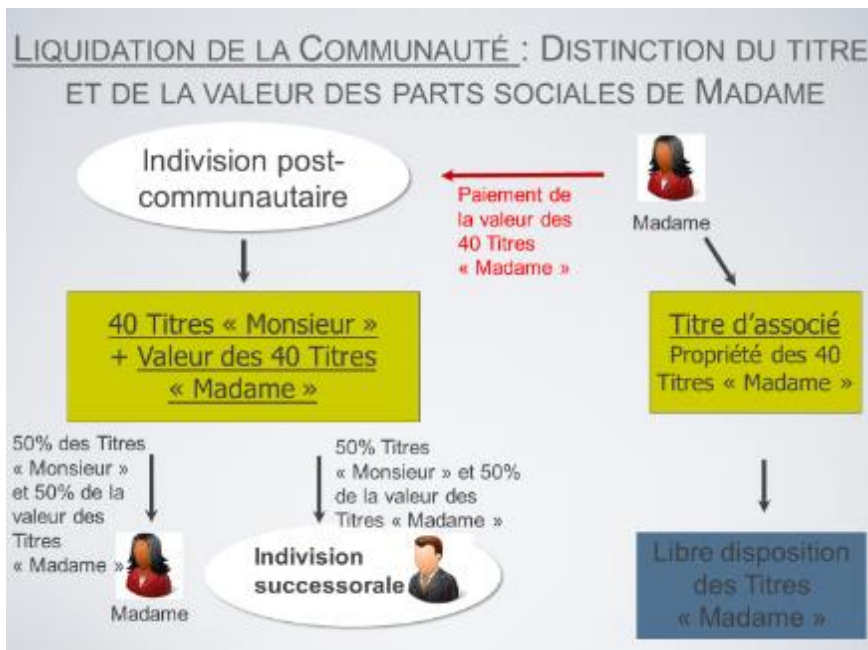 LIQUIDATION DE LA COMMUNAUTÉ : DISTINCTION DU TITRE
ET DE LA VALEUR DES PARTS SOCIALES DE MADAME
Indivision post-
communautaire
Paiement de
la valeur des
40 Titres
« Madame »
Madame
40 Titres « Monsieur »
+ Valeur des 40 Titres
« Madame »
Titre d'associé
Propriété des 40
Titres « Madame »
50% des Titres
« Monsieur »
et 50% de la
valeur des
Titres
« Madame »
Madame
50% Titres
« Monsieur » et 50%
de la valeur des
Titres « Madame »
Indivision
successorale
Libre disposition
des Titres
« Madame »